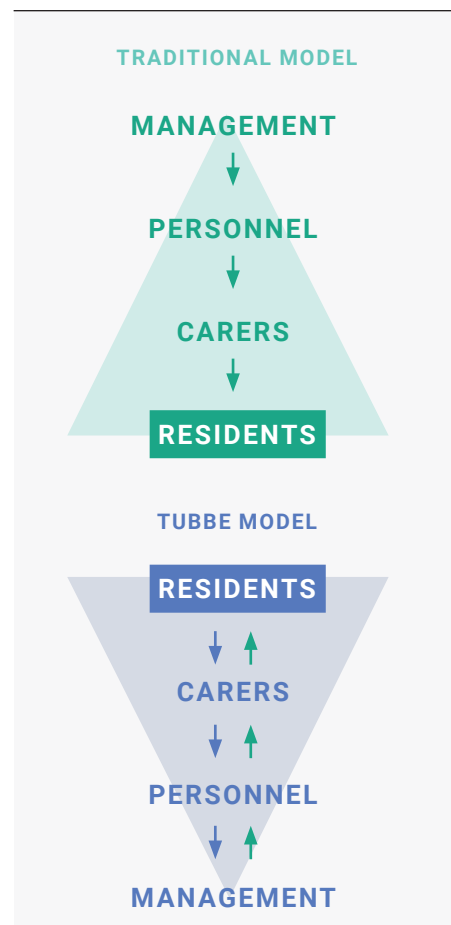 TRADITIONAL MODEL
MANAGEMENT
PERSONNEL
CARERS
RESIDENTS
TUBBE MODEL
RESIDENTS
CARERS
PERSONNEL
MANAGEMENT